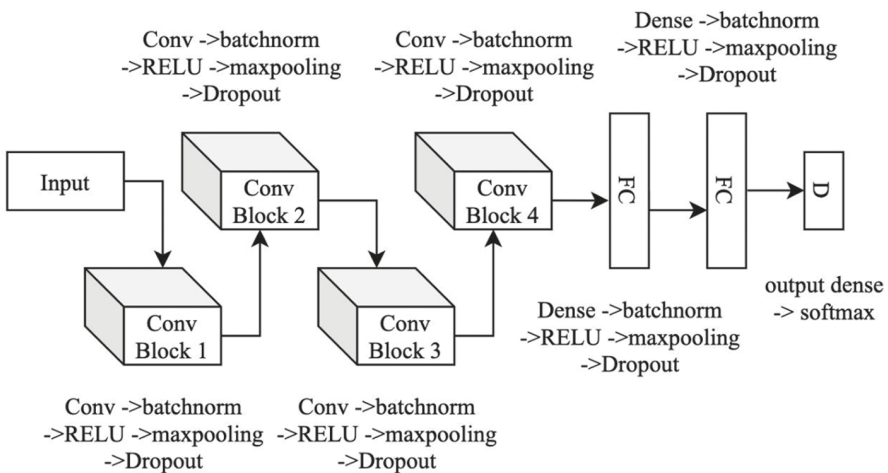 Conv ->batchnorm
->RELU ->maxpooling
->Dropout
Conv ->batchnorm
->RELU ->maxpooling
->Dropout
Dense ->batchnorm
->RELU ->maxpooling
->Dropout
Input
Conv
Block 2
Conv
Block 4
FC
FC
D
Conv
Block 1
Conv
Block 3
Dense ->batchnorm
->RELU ->maxpooling
->Dropout
output dense
-> softmax
Conv ->batchnorm
->RELU ->maxpooling
->Dropout
Conv ->batchnorm
->RELU ->maxpooling
->Dropout